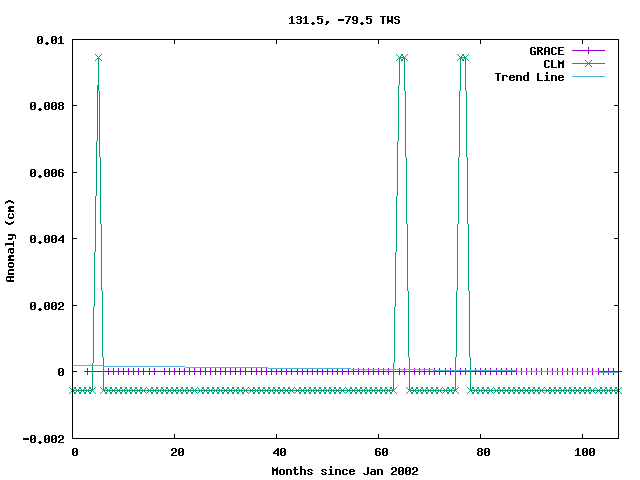 131.5, -79.5 TWS
0.01
0.008
0.006
0.004
0.002
0
-0.002
Anomaly (cm)
GRACE
CLM
Trend Line
0 20 40 60 80 100
Months since Jan 2002